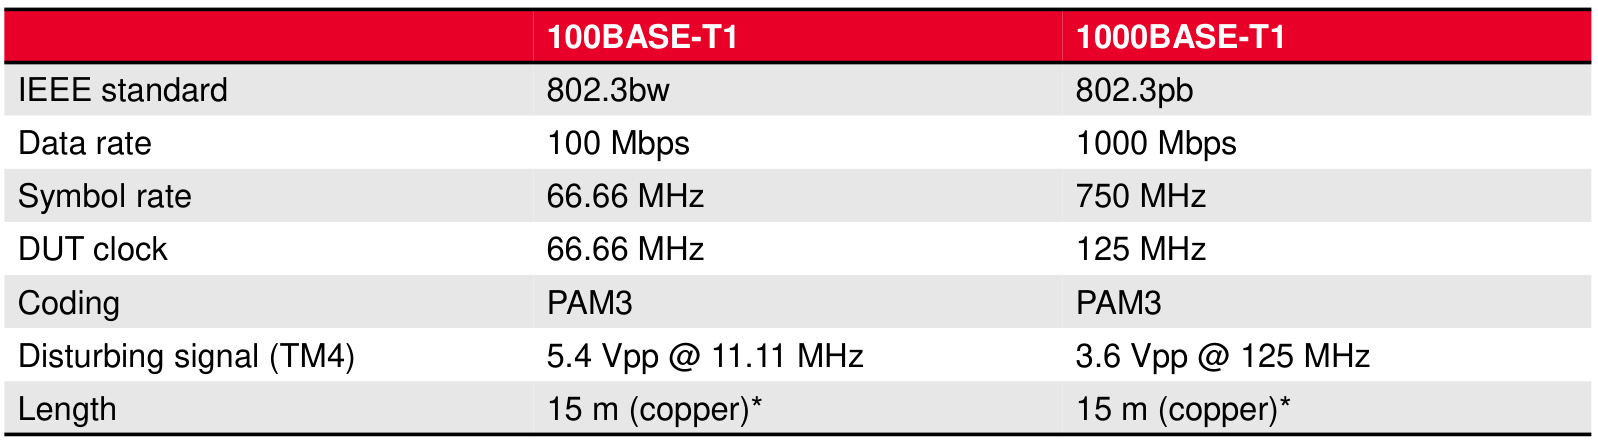 100BASE-T1 1000BASE-T1
IEEE standard 802.3bw 802.3pb
Data rate 100 Mbps 1000 Mbps
Symbol rate 66.66 MHz 750 MHz
DUT clock 66.66 MHz 125 MHz
Coding PAM3 PAM3
Disturbing signal (TM4) 5.4 Vpp @ 11.11 MHz 3.6 Vpp @ 125 MHz
Length 15 m (copper)* 15 m (copper)*